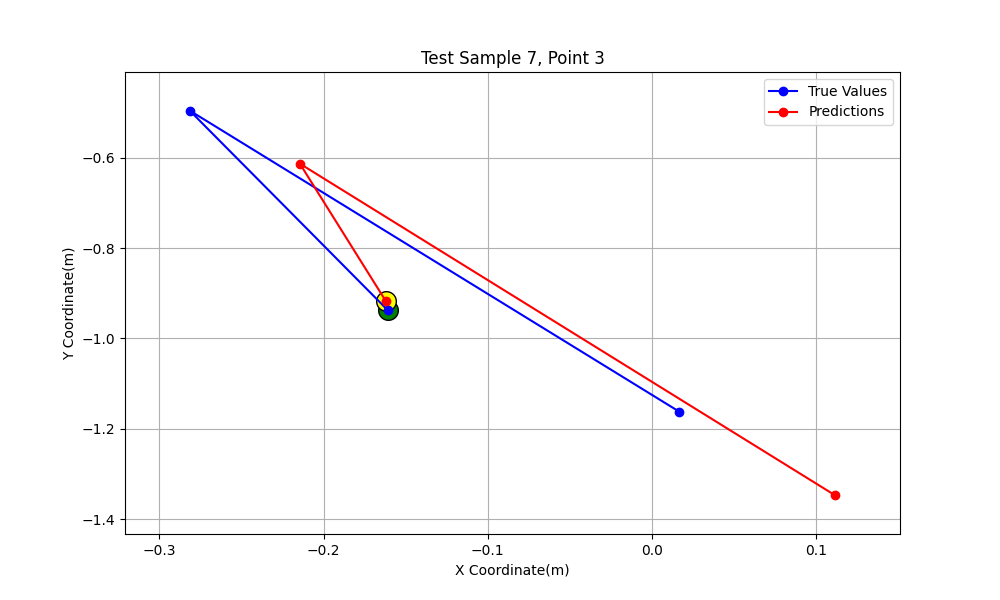 Test Sample 7, Point 3
True Values
Predictions
−0.6
−0.8
−1.0
−1.2
−1.4
Y Coordinate(m)
−0.3
−0.2
−0.1
0.0
0.1
X Coordinate(m)